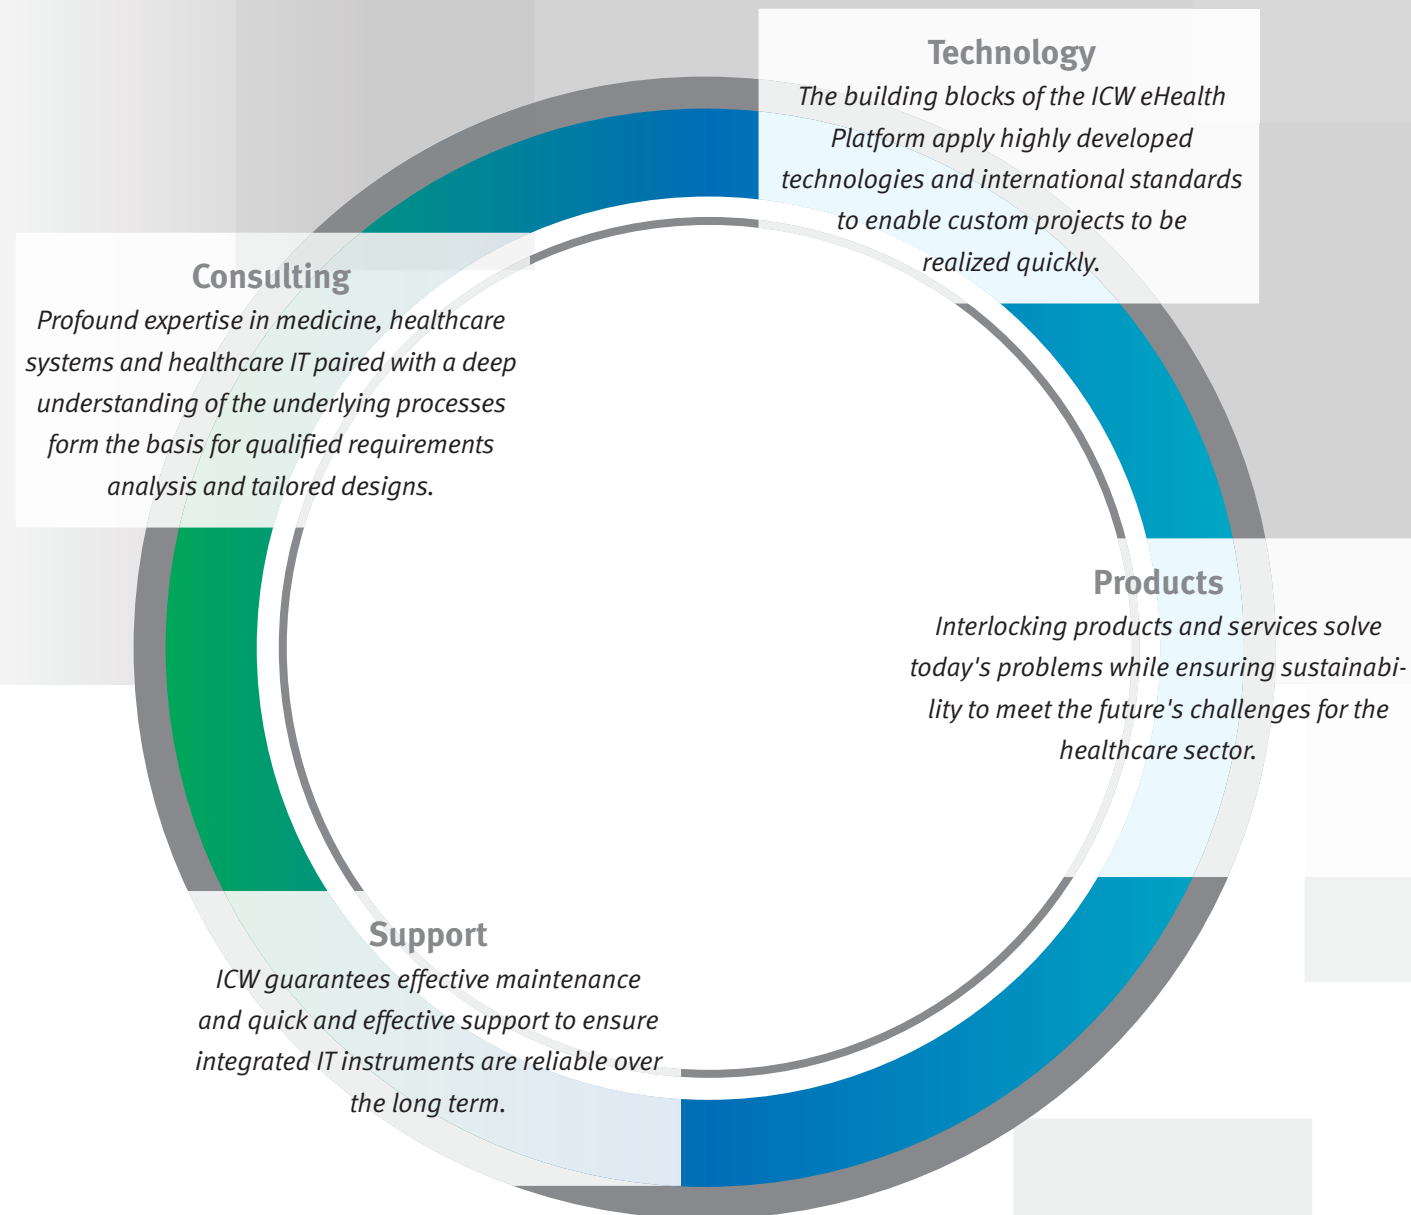 Technology
The building blocks of the ICW eHealth
Platform apply highly developed
technologies and international standards
to enable custom projects to be
realized quickly.
Consulting
Profound expertise in medicine, healthcare
systems and healthcare IT paired with a deep
understanding of the underlying processes
form the basis for qualified requirements
analysis and tailored designs.
Products
Interlocking products and services solve
today's problems while ensuring sustainabi-
lity to meet the future's challenges for the
healthcare sector.
Support
ICW guarantees effective maintenance
and quick and effective support to ensure
integrated IT instruments are reliable over
the long term.